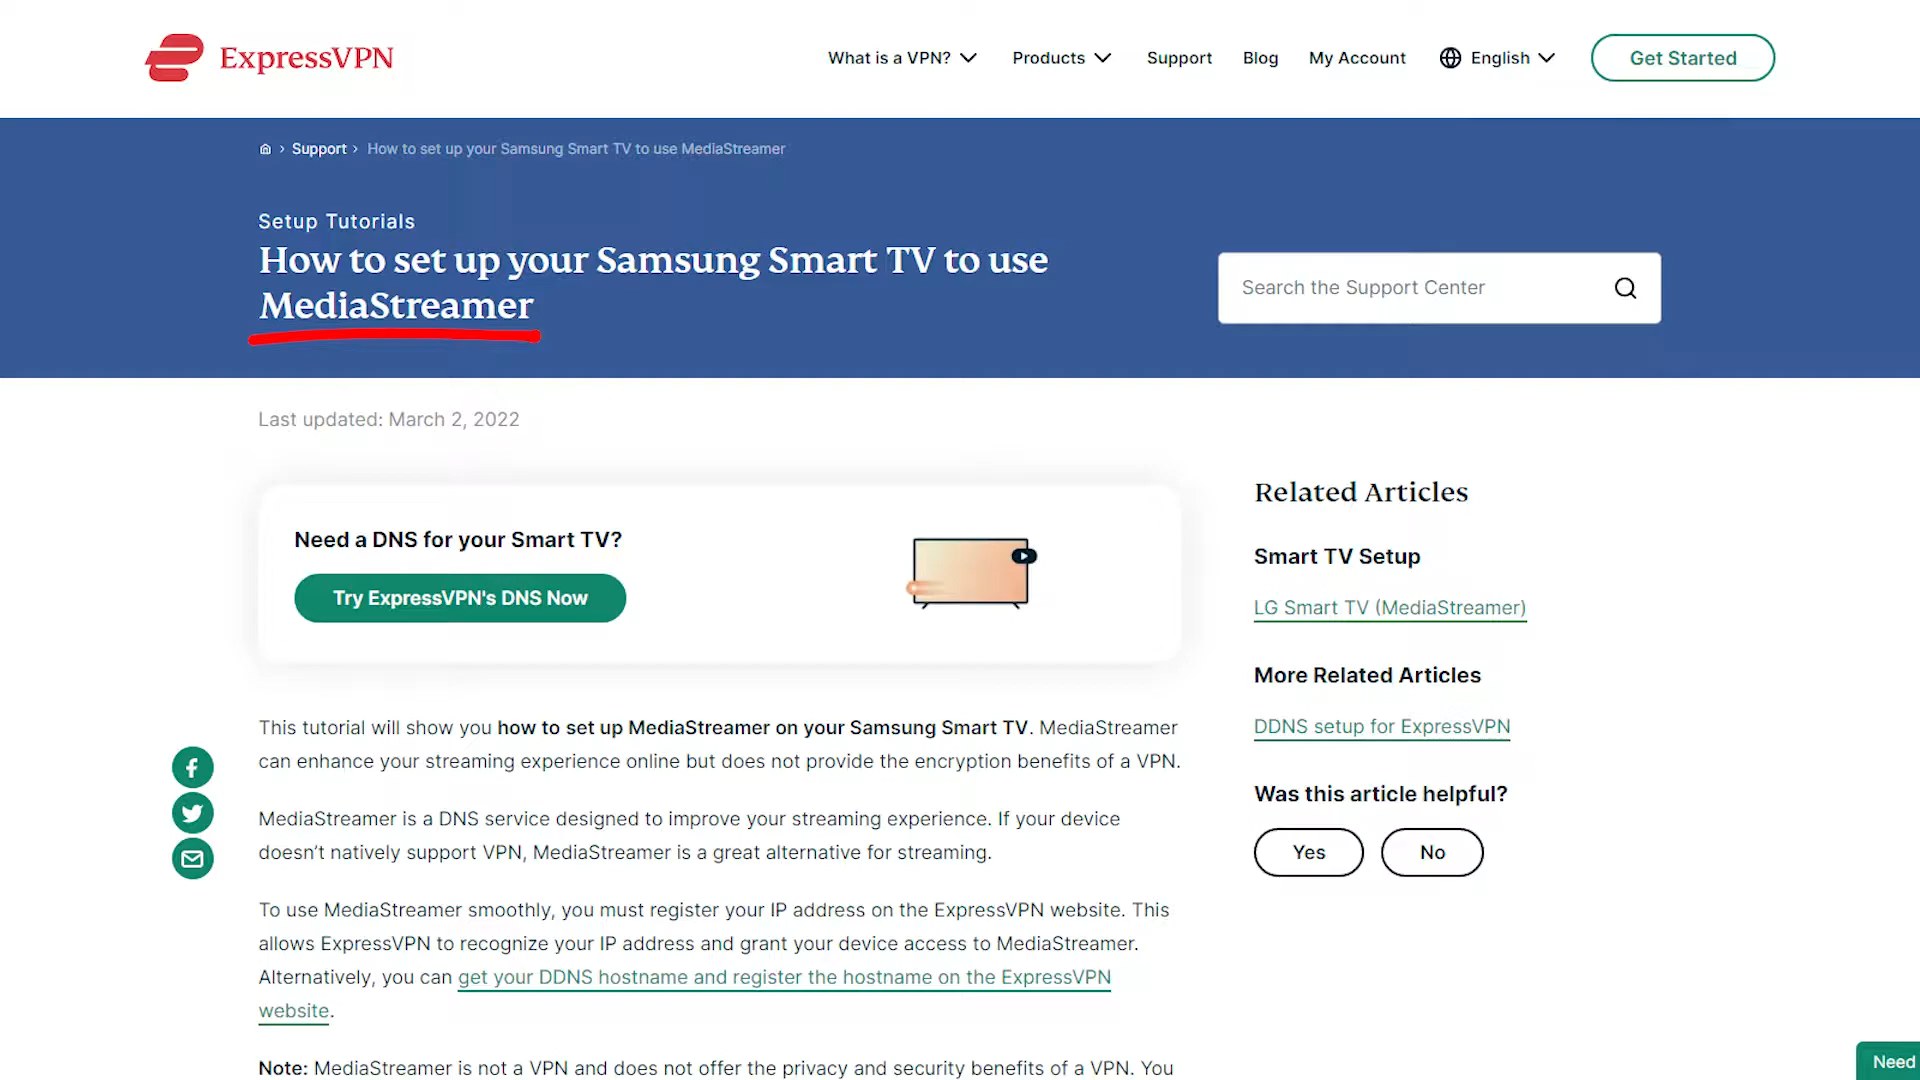 ExpressVPN
What is a VPN?
Products
Support
Blog
My Account
English
Get Started
Support
How to set up your Samsung Smart TV to use MediaStreamer
Setup Tutorials
How to set up your Samsung Smart TV to use
MediaStreamer
Search the Support Center
Last updated: March 2, 2022
Need a DNS for your Smart TV?
Try ExpressVPN's DNS Now
This tutorial will show you how to set up MediaStreamer on your Samsung Smart TV. MediaStreamer
can enhance your streaming experience online but does not provide the encryption benefits of a VPN.
MediaStreamer is a DNS service designed to improve your streaming experience. If your device
doesn’t natively support VPN, MediaStreamer is a great alternative for streaming.
To use MediaStreamer smoothly, you must register your IP address on the ExpressVPN website. This
allows ExpressVPN to recognize your IP address and grant your device access to MediaStreamer.
Alternatively, you can get your DDNS hostname and register the hostname on the ExpressVPN
website.
Note: MediaStreamer is not a VPN and does not offer the privacy and security benefits of a VPN. You
Related Articles
Smart TV Setup
LG Smart TV (MediaStreamer)
More Related Articles
DDNS setup for ExpressVPN
Was this article helpful?
Yes
No
Need